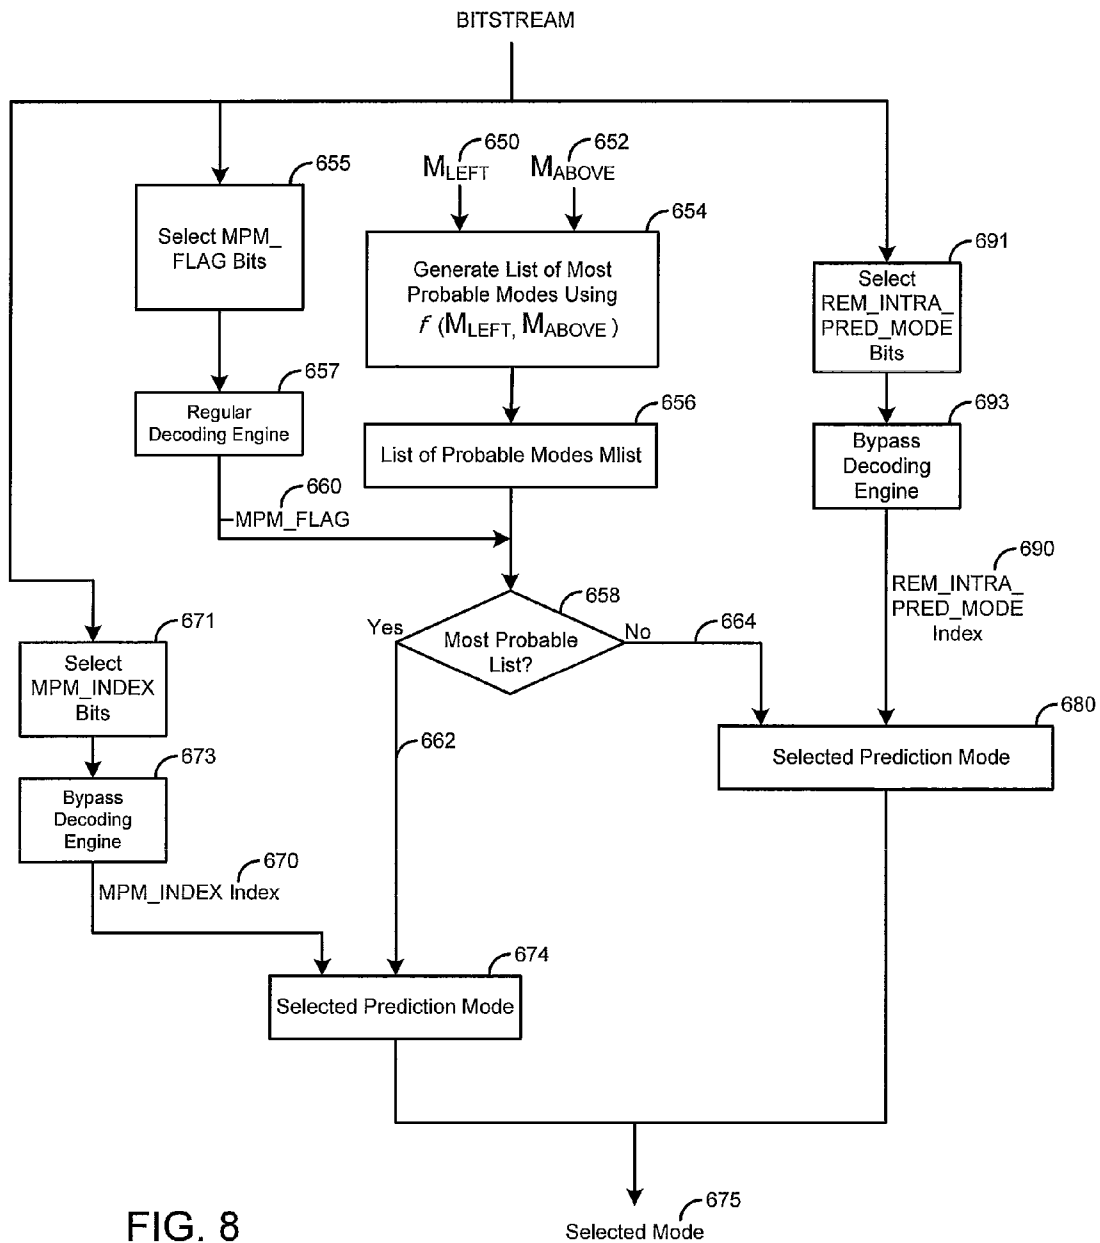 BITSTREAM
655
Select MPM_
FLAG Bits
657
Regular
Decoding Engine
660
MPM_FLAG
650
MLEFT
652
MABOVE
654
Generate List of Most
Probable Modes Using
f (MLEFT, MABOVE )
656
List of Probable Modes Mlist
691
Select
REM_INTRA_
PRED_MODE
Bits
693
Bypass
Decoding
Engine
690
REM_INTRA_
PRED_MODE
Index
658
Most Probable
List?
Yes
No
664
662
671
Select
MPM_INDEX
Bits
673
Bypass
Decoding
Engine
670
MPM_INDEX Index
680
Selected Prediction Mode
674
Selected Prediction Mode
675
Selected Mode
FIG. 8